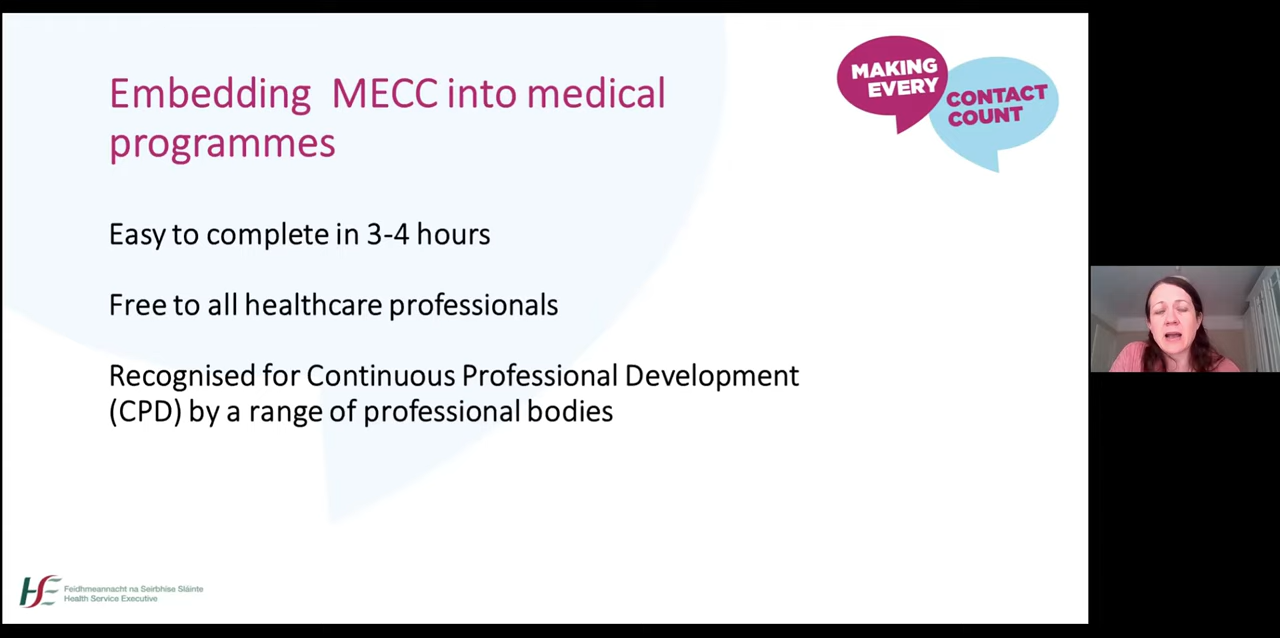 Embedding MECC into medical
programmes
MAKING
EVERY
CONTACT
COUNT
Easy to complete in 3-4 hours
Free to all healthcare professionals
Recognised for Continuous Professional Development
(CPD) by a range of professional bodies
Feidhmeannacht na Seirbhíse Sláinte
Health Service Executive